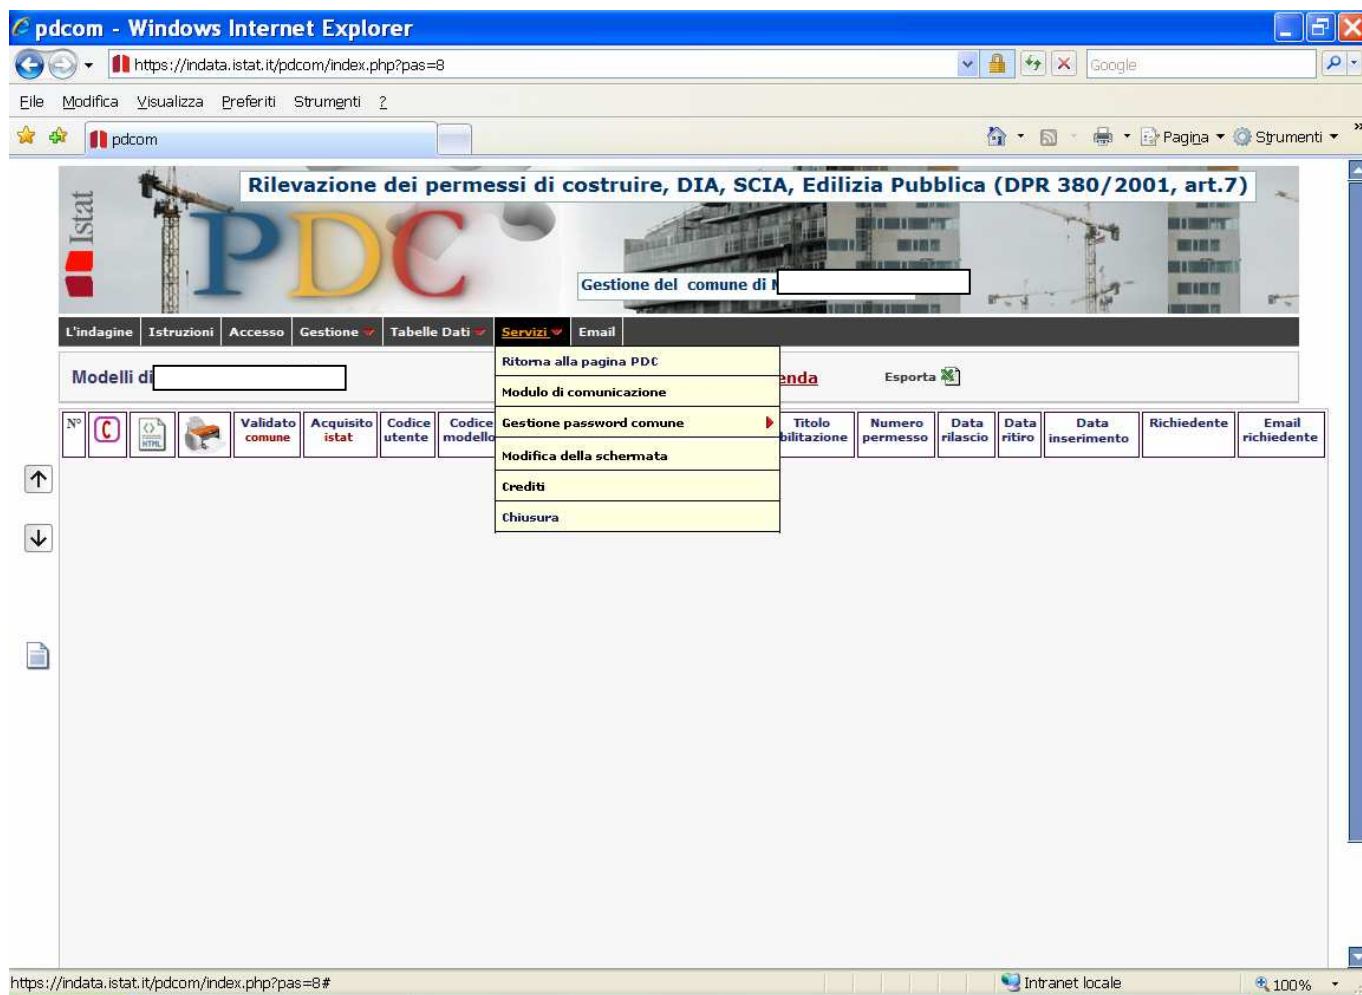 pdcom - Windows Internet Explorer
https://indata.istat.it/pdcom/index.php?pas=8
Google
File Modifica Visualizza Preferiti Strumenti ?
pdcom
Pagina
Strumenti
»
Istat
PDC
Rilevazione dei permessi di costruire, DIA, SCIA, Edilizia Pubblica (DPR 380/2001, art.7)
Gestione del comune di
L'indagine Istruzioni Accesso Gestione Tabelle Dati Servizi Email
Ritorna alla pagina PDC
Modulo di comunicazione
Gestione password comune
Modifica della schermata
Crediti
Chiusura
Modelli di
enda
Esporta
N°
C
HTML
Validato comune
Acquisito istat
Codice utente
Codice modello
Titolo
bilitazione
Numero permesso
Data rilascio
Data ritiro
Data inserimento
Richiedente
Email richiedente
https://indata.istat.it/pdcom/index.php?pas=8#
Intranet locale
100%